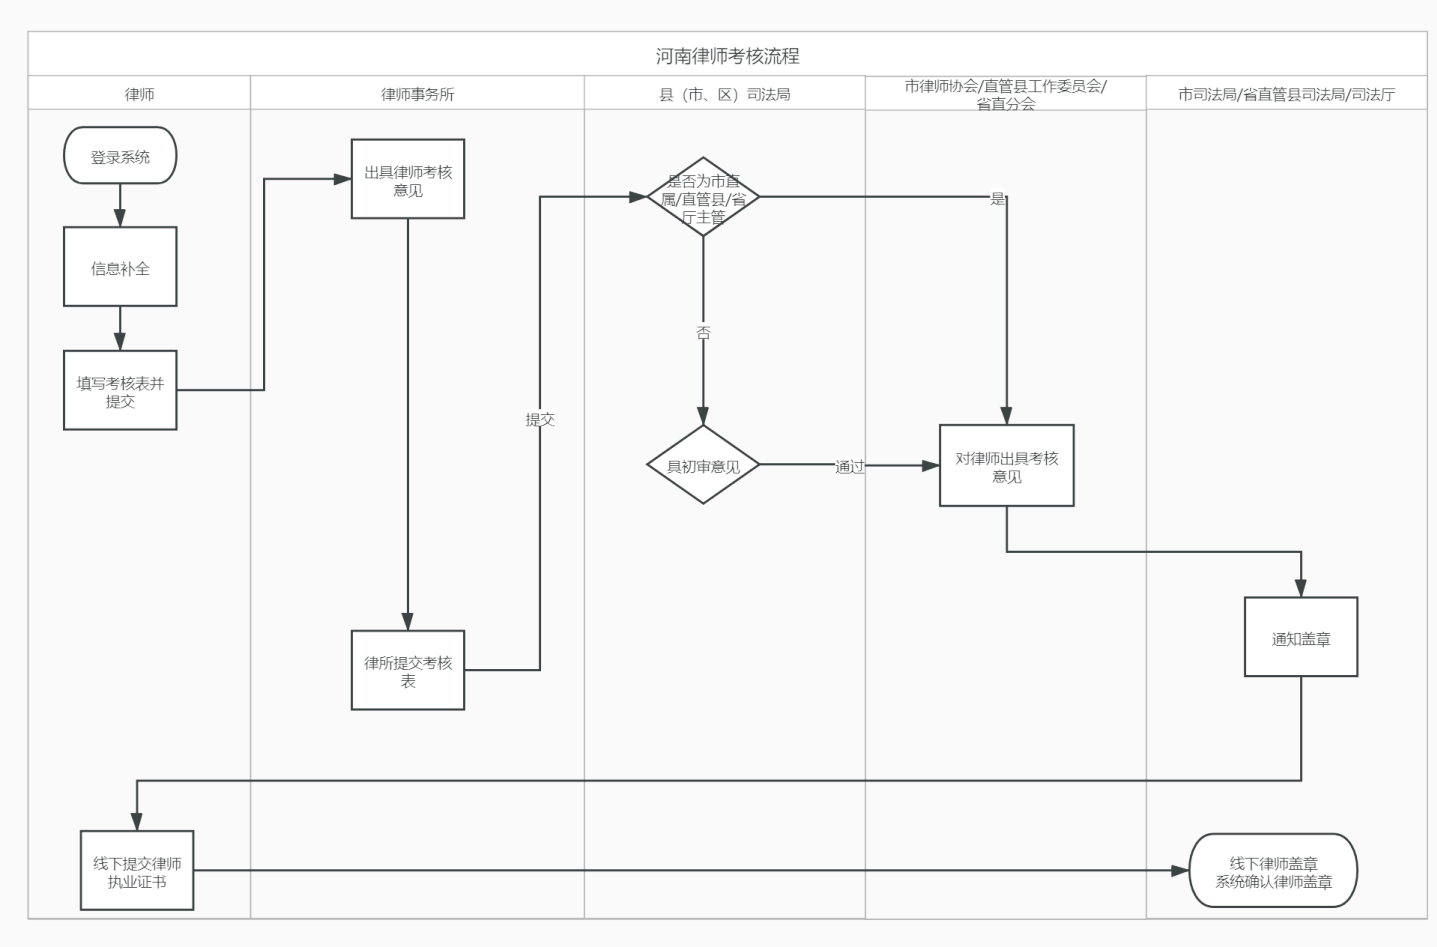 河南律师考核流程
律师
律师事务所
县（市、区）司法局
市律师协会/直管县工作委员会/
省直分会
市司法局/省直管县司法局/司法厅
登录系统
信息补全
填写考核表并
提交
出具律师考核
意见
律所提交考核
表
提交
是否为市直
属/直管县/省
厅主管
是
否
具初审意见
通过
对律师出具考核
意见
通知盖章
线下提交律师
执业证书
线下律师盖章
系统确认律师盖章